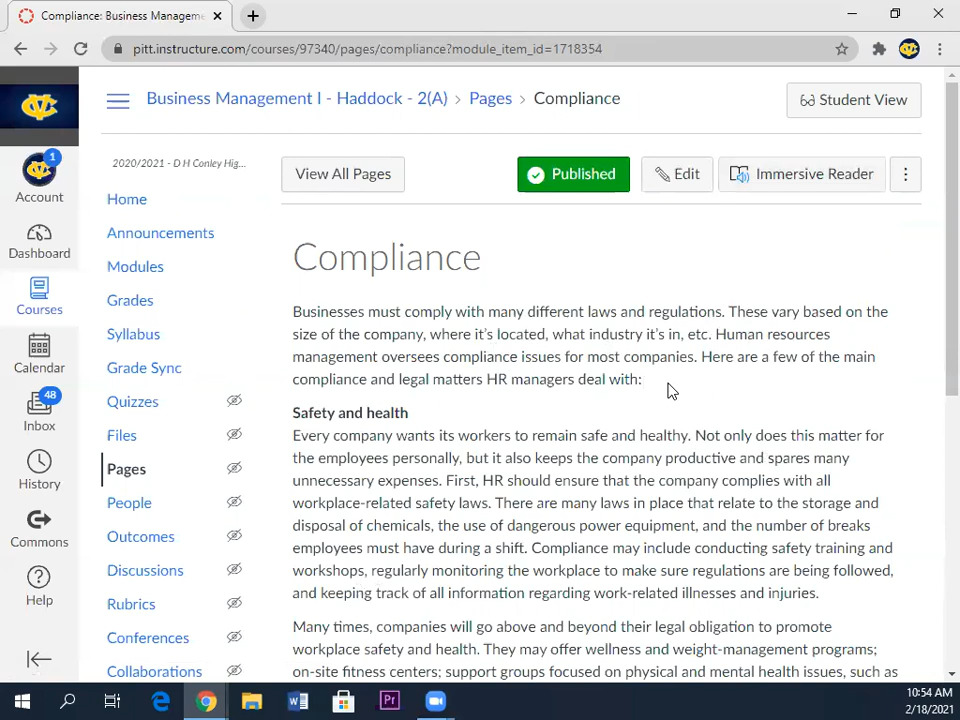 Compliance: Business Managem
pitt.instructure.com/courses/97340/pages/compliance?module_item_id=1718354
Business Management I - Haddock - 2(A) > Pages > Compliance
Student View
2020/2021 - D H Conley Hig...
View All Pages
Published
Edit
Immersive Reader
1
Account
Dashboard
Courses
Calendar
48
Inbox
History
Commons
Help
Home
Announcements
Modules
Grades
Syllabus
Grade Sync
Quizzes
Files
Pages
People
Outcomes
Discussions
Rubrics
Conferences
Collaborations
Compliance
Businesses must comply with many different laws and regulations. These vary based on the
size of the company, where it's located, what industry it's in, etc. Human resources
management oversees compliance issues for most companies. Here are a few of the main
compliance and legal matters HR managers deal with:
Safety and health
Every company wants its workers to remain safe and healthy. Not only does this matter for
the employees personally, but it also keeps the company productive and spares many
unnecessary expenses. First, HR should ensure that the company complies with all
workplace-related safety laws. There are many laws in place that relate to the storage and
disposal of chemicals, the use of dangerous power equipment, and the number of breaks
employees must have during a shift. Compliance may include conducting safety training and
workshops, regularly monitoring the workplace to make sure regulations are being followed,
and keeping track of all information regarding work-related illnesses and injuries.
Many times, companies will go above and beyond their legal obligation to promote
workplace safety and health. They may offer wellness and weight-management programs;
on-site fitness centers; support groups focused on physical and mental health issues, such as
Pr
10:54 AM
2/18/2021